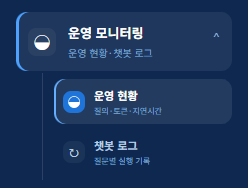 운영 모니터링
운영 현황·챗봇 로그
운영 현황
질의·토큰·지연시간
챗봇 로그
질문별 실행 기록